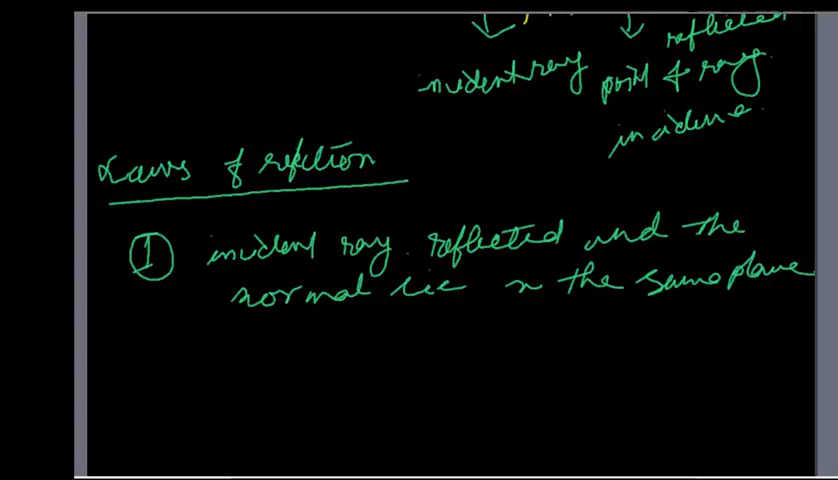 reflected
incident ray point of ray
incidence
Laws of reflction
① incident ray. reflected and the
normal lie in the same plane